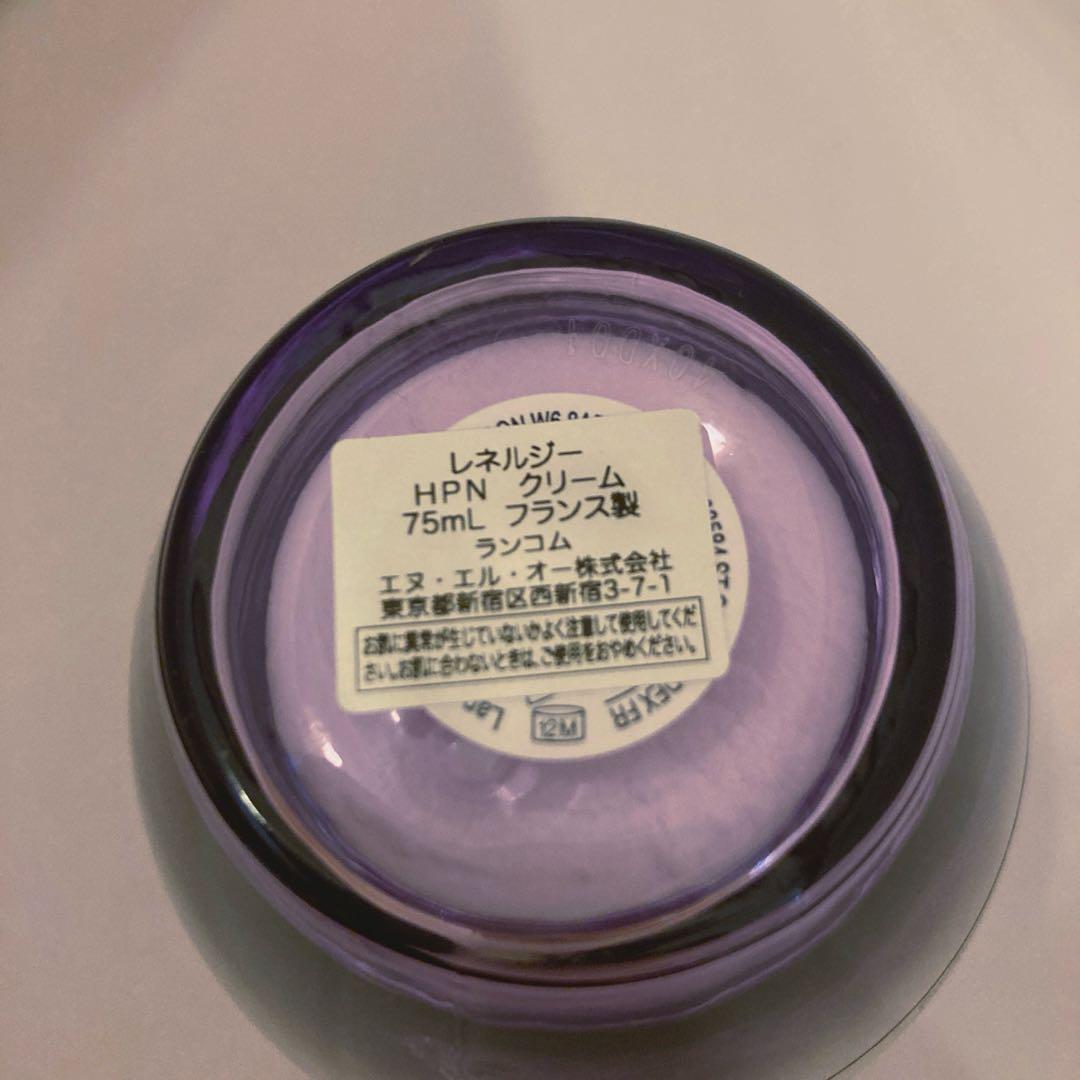 レネルジー
HPN クリーム
75mL フランス製
ランコム
エヌ・エル・オー株式会社
東京都新宿区西新宿3-7-1
お肌に異常が生じていないかよく注意して使用してくだ
さい。お肌に合わないときは、ご使用をおやめください。
DEX FR
12M